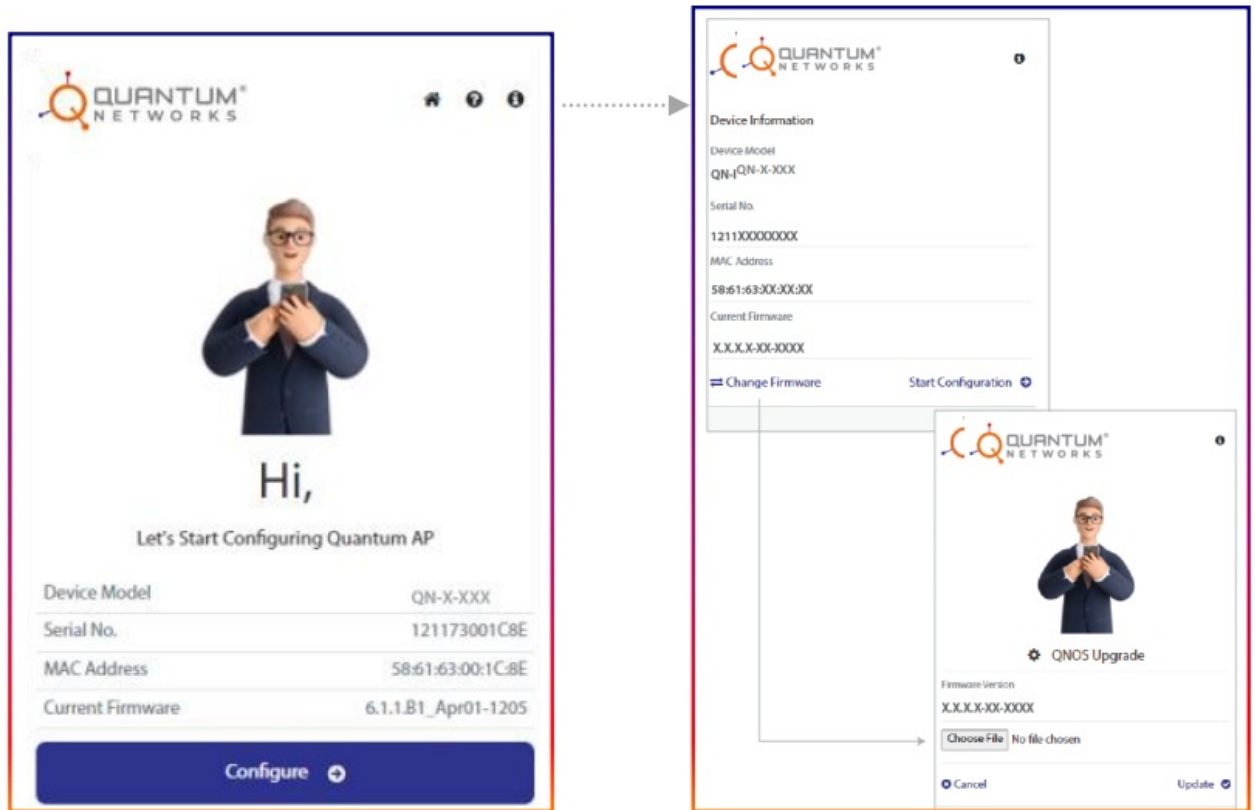 QUANTUM®
NETWORKS
Hi,
Let's Start Configuring Quantum AP
Device Model QN-X-XXX
Serial No. 121173001C8E
MAC Address 58:61:63:00:1C:8E
Current Firmware 6.1.1.B1_Apr01-1205
Configure
QUANTUM®
NETWORKS
Device Information
Device Model
QN-IQN-X-XXX
Serial No.
1211XXXXXXXX
MAC Address
58:61:63:XX:XX:XX
Current Firmware
X.X.X.X-XX-XXXX
Change Firmware Start Configuration
QUANTUM®
NETWORKS
QNOS Upgrade
Firmware Version
X.X.X.X-XX-XXXX
Choose File No file chosen
Cancel Update